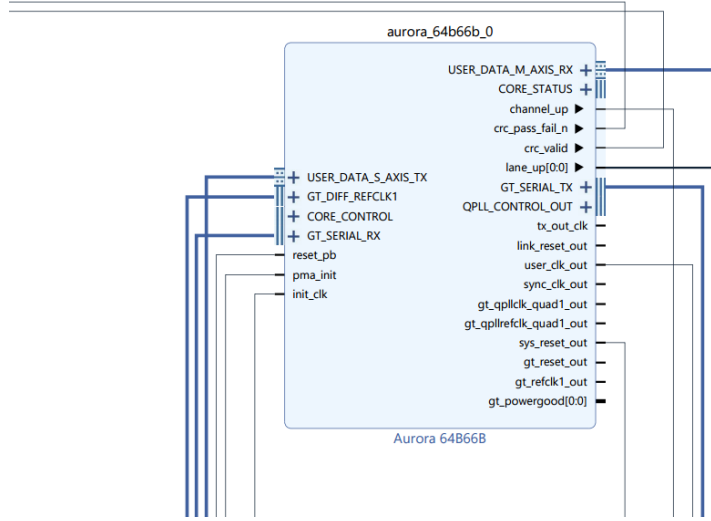 aurora_64b66b_0
USER_DATA_M_AXIS_RX
CORE_STATUS
channel_up
crc_pass_fail_n
crc_valid
lane_up[0:0]
USER_DATA_S_AXIS_TX
GT_SERIAL_TX
GT_DIFF_REFCLK1
QPLL_CONTROL_OUT
CORE_CONTROL
tx_out_clk
GT_SERIAL_RX
link_reset_out
reset_pb
user_clk_out
pma_init
sync_clk_out
init_clk
gt_qpllclk_quad1_out
gt_qpllrefclk_quad1_out
sys_reset_out
gt_reset_out
gt_refclk1_out
gt_powergood[0:0]
Aurora 64B66B